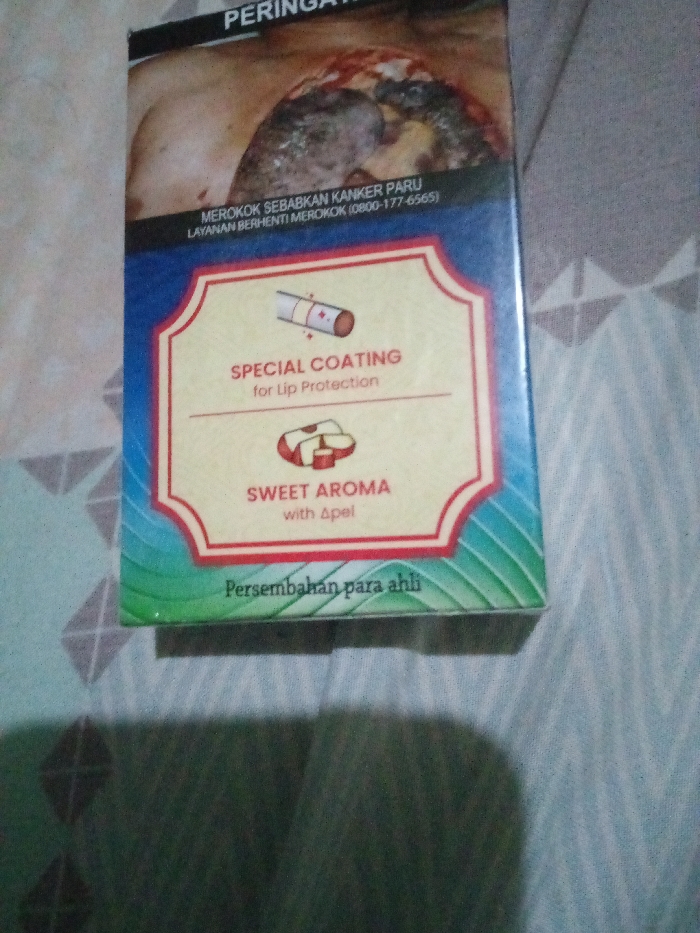 MEROKOK SEBABKAN KANKER PARU
LAYANAN BERHENTI MEROKOK (0800-177-6565)
SPECIAL COATING
for Lip Protection
SWEET AROMA
with Δpel
Persembahan para ahli